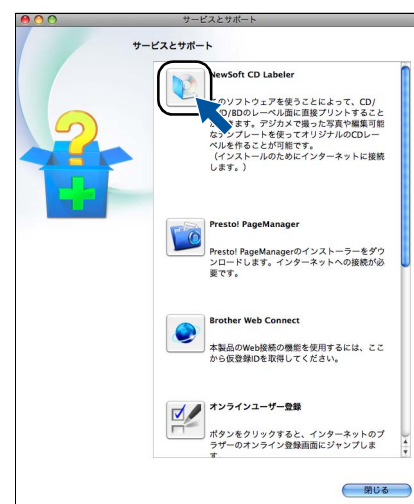 サービスとサポート
サービスとサポート
NewSoft CD Labeler
このソフトウェアを使うことによって、CD/
/BDのレーベル面に直接プリントすること
きます。デジカメで撮った写真や編集可能
なテンプレートを使ってオリジナルのCDレー
ベルを作ることが可能です。
（インストールのためにインターネットに接続
します。）
Presto! PageManager
Presto! PageManagerのインストーラーをダウ
ンロードします。インターネットへの接続が必
要です。
Brother Web Connect
本製品のWeb接続の機能を使用するには、ここ
から仮登録IDを取得してください。
オンラインユーザー登録
ボタンをクリックすると、インターネットのブ
ラウザーのオンライン登録画面にジャンプしま
す
閉じる